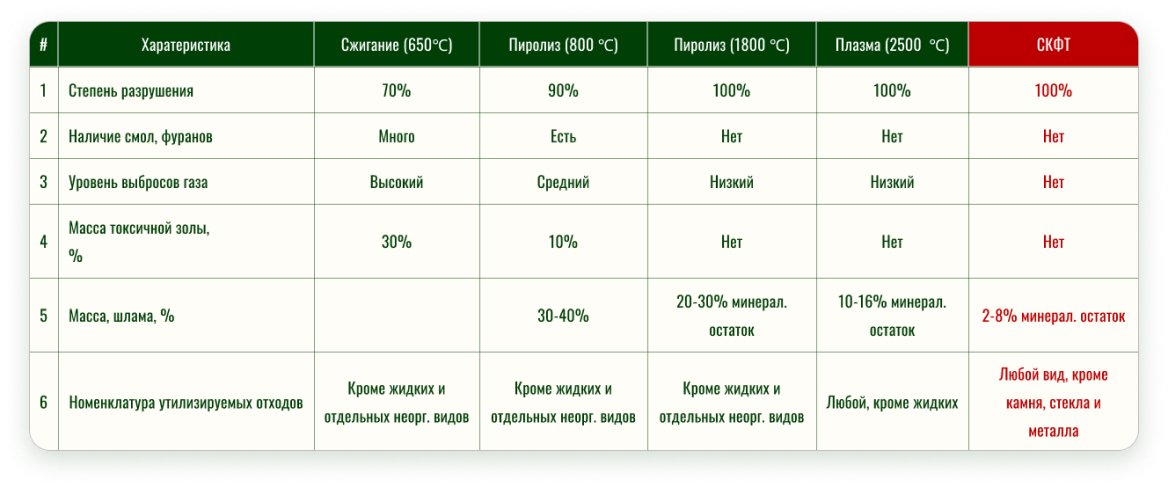 # Харатеристика Сжигание (650℃) Пиролиз (800 ℃) Пиролиз (1800 ℃) Плазма (2500 ℃) СКФТ
1 Степень разрушения 70% 90% 100% 100% 100%
2 Наличие смол, фуранов Много Есть Нет Нет Нет
3 Уровень выбросов газа Высокий Средний Низкий Низкий Нет
4 Масса токсичной золы,
% 30% 10% Нет Нет Нет
5 Масса, шлама, % 30-40% 20-30% минерал.
остаток 10-16% минерал.
остаток 2-8% минерал. остаток
6 Номенклатура утилизируемых отходов Кроме жидких и
отдельных неорг. видов Кроме жидких и
отдельных неорг. видов Кроме жидких и
отдельных неорг. видов Любой, кроме жидких Любой вид, кроме
камня, стекла и
металла